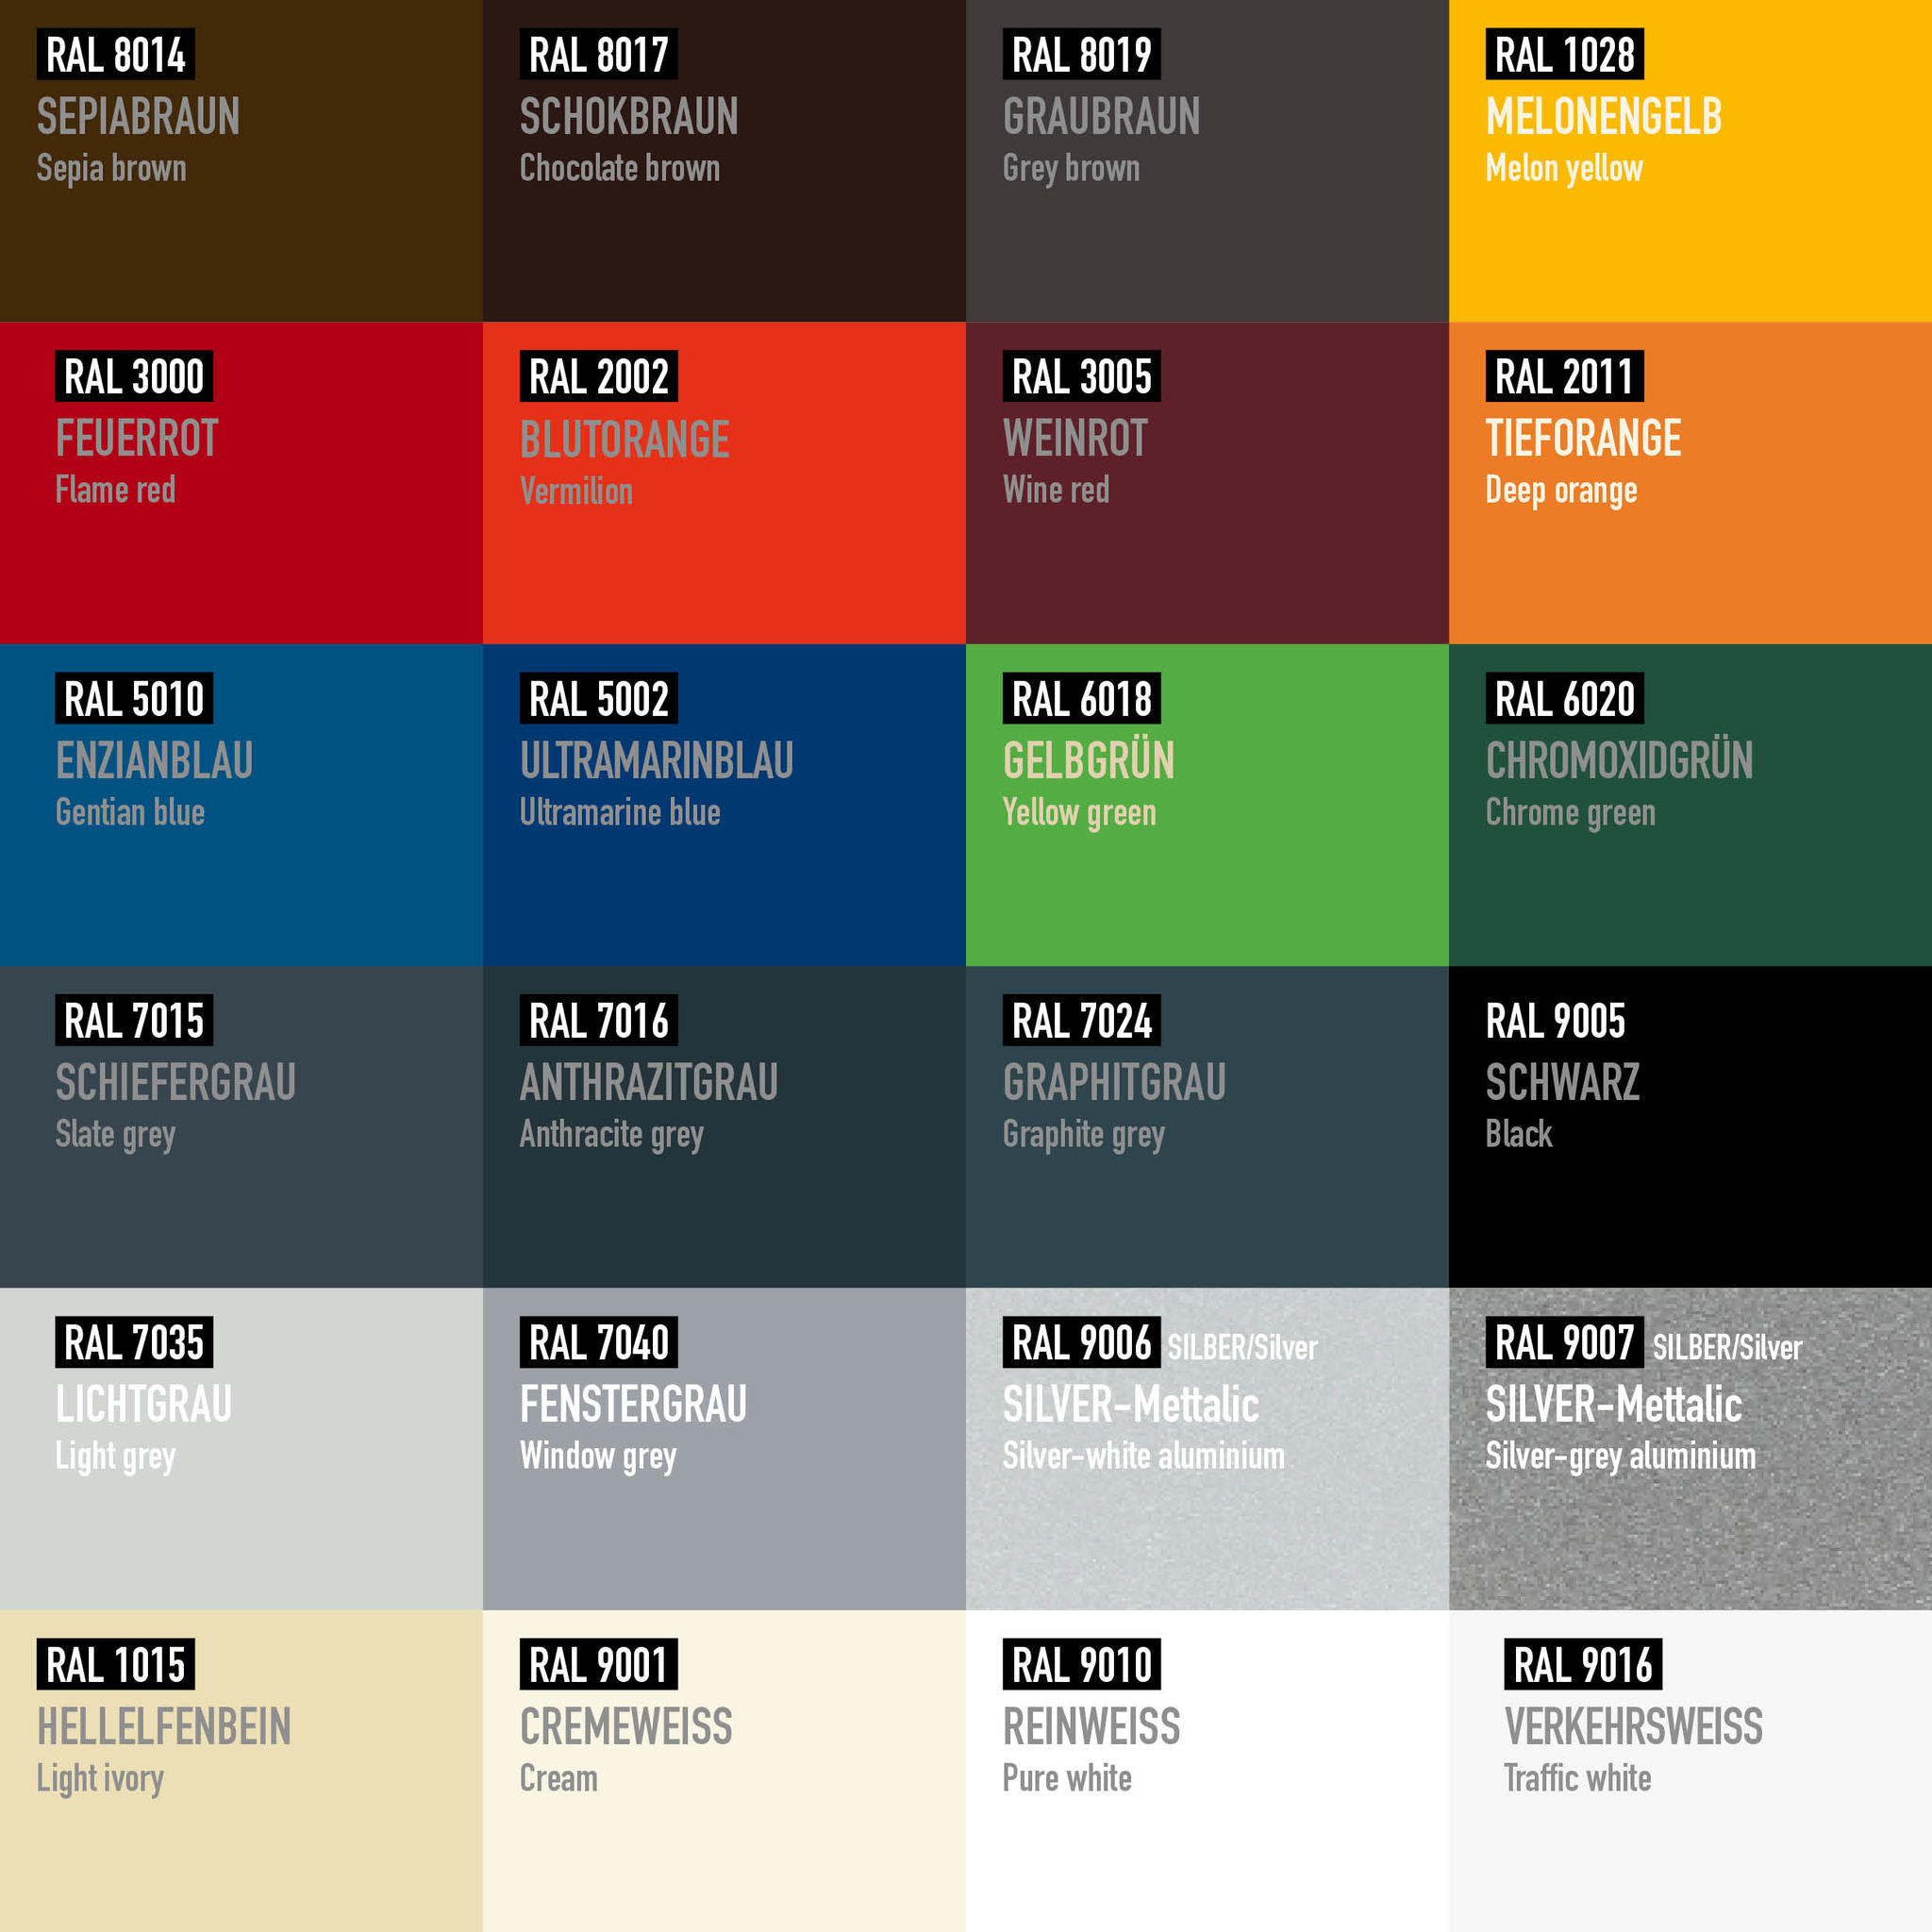 RAL 8014
SEPIABRAUN
Sepia brown
RAL 8017
SCHOKBRAUN
Chocolate brown
RAL 8019
GRAUBRAUN
Grey brown
RAL 1028
MELONENGELB
Melon yellow
RAL 3000
FEUERROT
Flame red
RAL 2002
BLUTORANGE
Vermilion
RAL 3005
WEINROT
Wine red
RAL 2011
TIEFORANGE
Deep orange
RAL 5010
ENZIANBLAU
Gentian blue
RAL 5002
ULTRAMARINBLAU
Ultramarine blue
RAL 6018
GELBGRÜN
Yellow green
RAL 6020
CHROMOXIDGRÜN
Chrome green
RAL 7015
SCHIEFERGRAU
Slate grey
RAL 7016
ANTHRAZITGRAU
Anthracite grey
RAL 7024
GRAPHITGRAU
Graphite grey
RAL 9005
SCHWARZ
Black
RAL 7035
LICHTGRAU
Light grey
RAL 7040
FENSTERGRAU
Window grey
RAL 9006 SILBER/Silver
SILVER-Mettalic
Silver-white aluminium
RAL 9007 SILBER/Silver
SILVER-Mettalic
Silver-grey aluminium
RAL 1015
HELLELFENBEIN
Light ivory
RAL 9001
CREMEWEISS
Cream
RAL 9010
REINWEISS
Pure white
RAL 9016
VERKEHRSWEISS
Traffic white